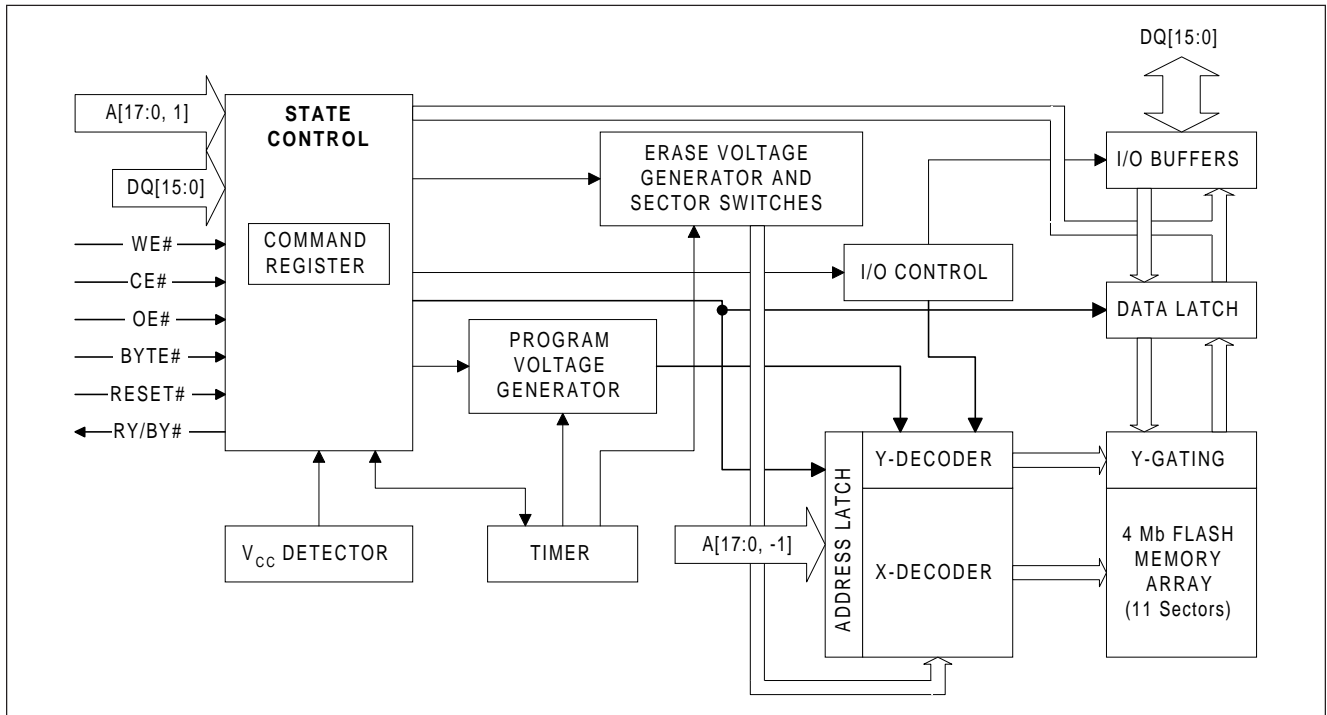 DQ[15:0]
A[17:0, 1]
STATE
CONTROL
DQ[15:0]
WE#
CE#
OE#
BYTE#
RESET#
RY/BY#
COMMAND
REGISTER
ERASE VOLTAGE
GENERATOR AND
SECTOR SWITCHES
I/O BUFFERS
I/O CONTROL
DATA LATCH
PROGRAM
VOLTAGE
GENERATOR
VCC DETECTOR
TIMER
A[17:0, -1]
ADDRESS LATCH
Y-DECODER
X-DECODER
Y-GATING
4 Mb FLASH
MEMORY
ARRAY
(11 Sectors)